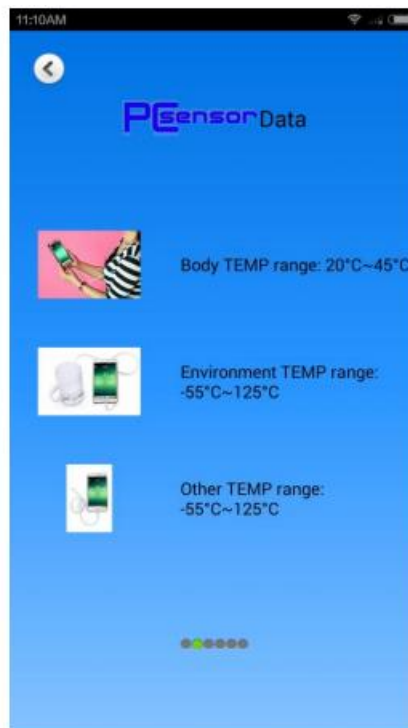 11:10AM
PCsensor Data
Body TEMP range: 20°C~45°C
Environment TEMP range:
-55°C~125°C
Other TEMP range:
-55°C~125°C